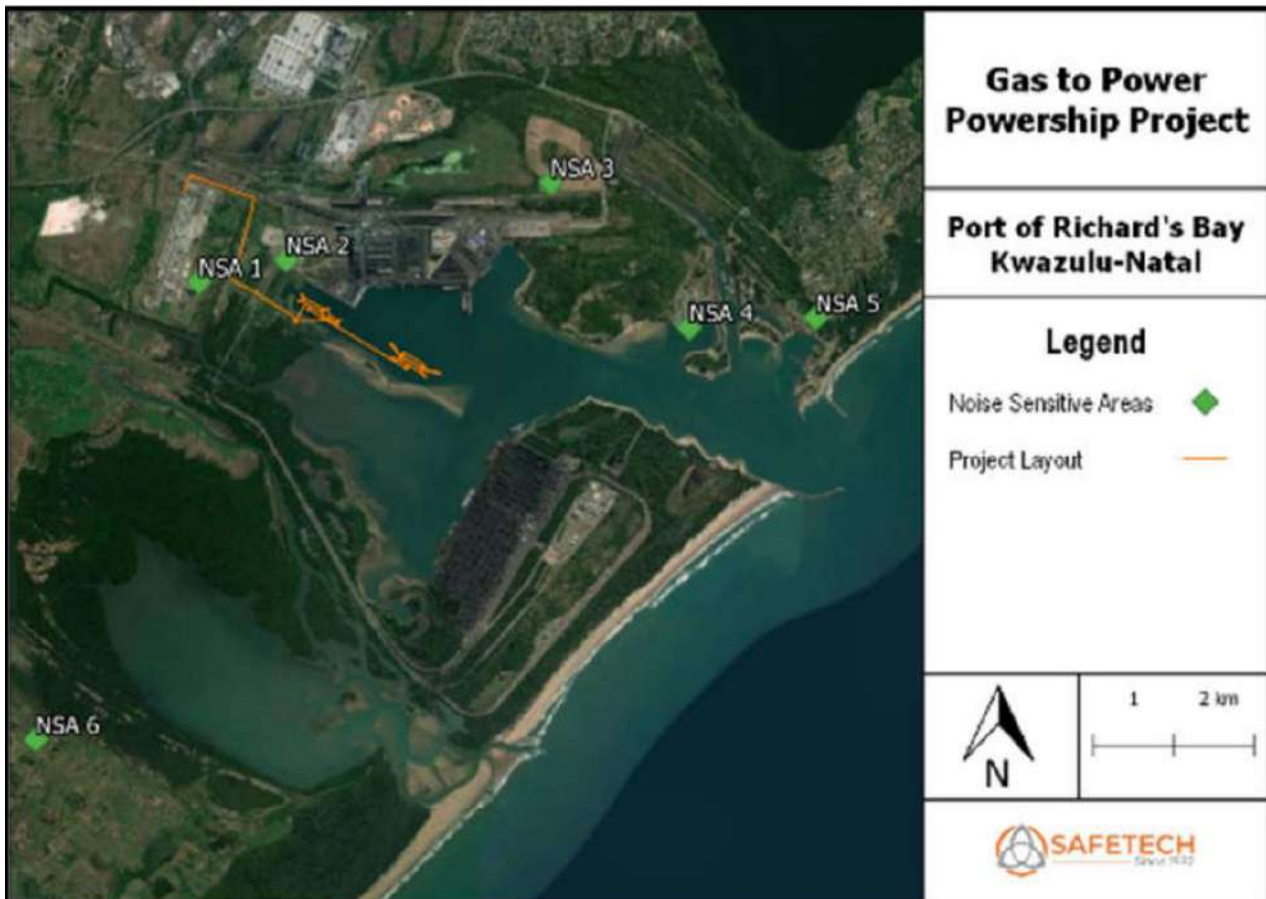 Gas to Power
Powership Project
Port of Richard's Bay
Kwazulu-Natal
Legend
Noise Sensitive Areas
Project Layout
1 2 km
N
SAFETECH
NSA 1
NSA 2
NSA 3
NSA 4
NSA 5
NSA 6